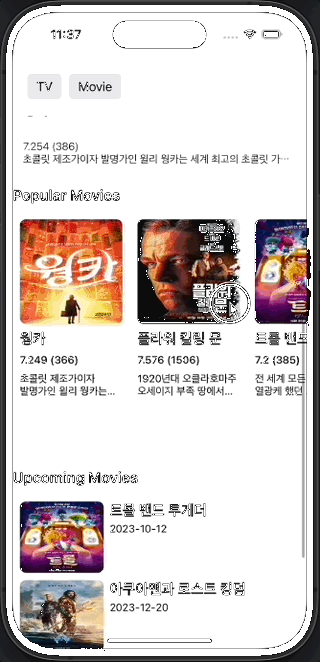 11:37
TV
Movie
7.254 (386)
초콜릿 제조가이자 발명가인 윌리 웡카는 세계 최고의 초콜릿 가…
Popular Movies
웡카
웡카
7.249 (366)
초콜릿 제조가이자
발명가인 윌리 웡카는…
플라워 킬링 문
7.576 (1506)
1920년대 오클라호마주
오세이지 부족 땅에서…
트롤 밴드
7.2 (385)
전 세계 모든
열광케 했던
Upcoming Movies
트롤 밴드 투게더
2023-10-12
아쿠아맨과 로스트 킹덤
2023-12-20